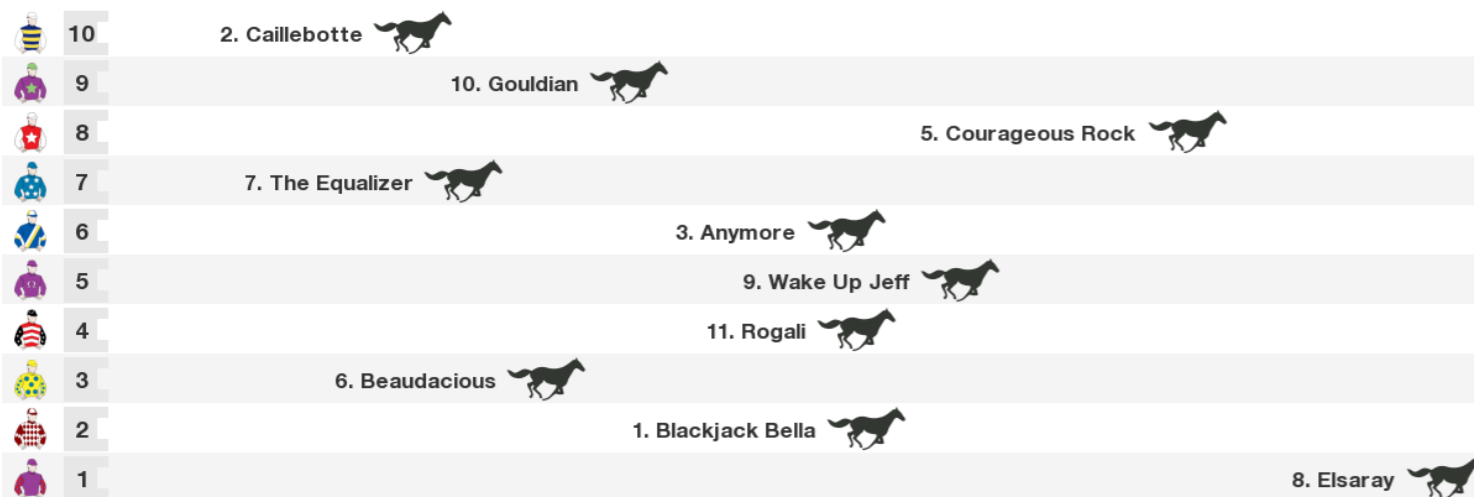 10 2. Caillebotte
9 10. Gouldian
8 5. Courageous Rock
7 7. The Equalizer
6 3. Anymore
5 9. Wake Up Jeff
4 11. Rogali
3 6. Beaudacious
2 1. Blackjack Bella
1 8. Elsaray